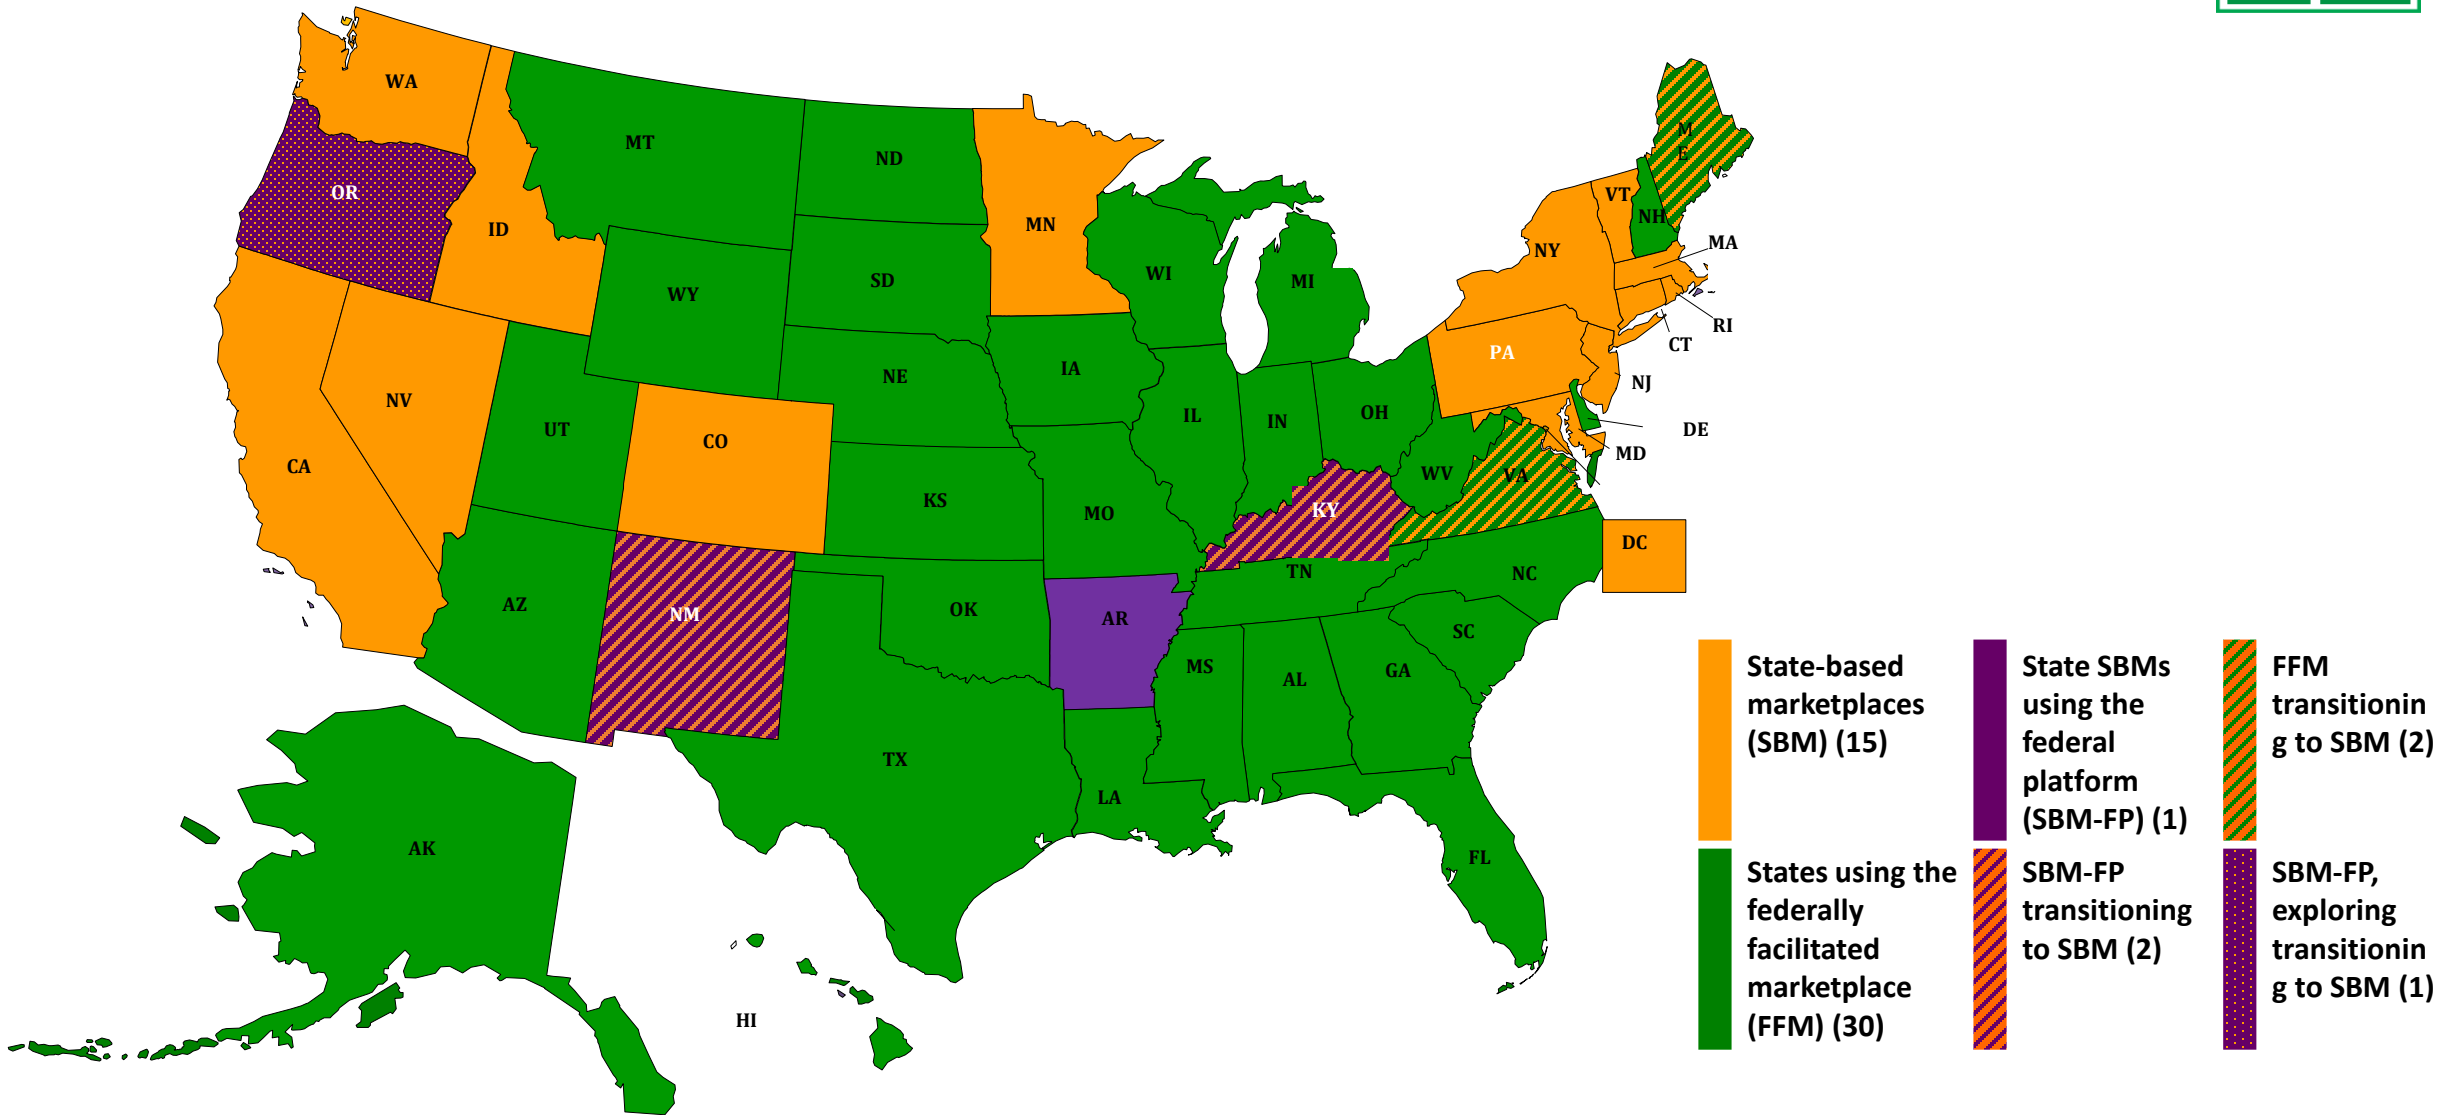 WA
MT
ND
OR
ID
MN
WY
SD
WI
MI
NY
VT
NH
M
E
MA
RI
CT
PA
NJ
DE
MD
NV
UT
CO
NE
IA
IL
IN
OH
WV
VA
CA
KS
MO
KY
DC
AZ
NM
OK
AR
TN
NC
SC
MS
AL
GA
TX
LA
FL
AK
HI
State-based
marketplaces
(SBM) (15)
State SBMs
using the
federal
platform
(SBM-FP) (1)
FFM
transitionin
g to SBM (2)
States using the
federally
facilitated
marketplace
(FFM) (30)
SBM-FP
transitioning
to SBM (2)
SBM-FP,
exploring
transitionin
g to SBM (1)